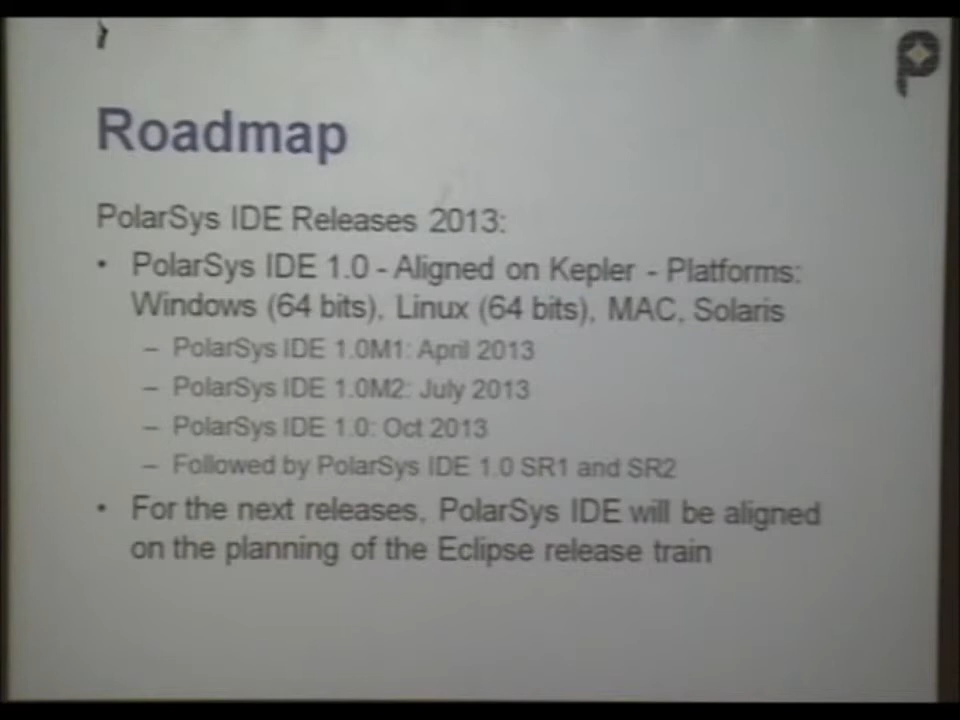 Roadmap
PolarSys IDE Releases 2013:
• PolarSys IDE 1.0 - Aligned on Kepler - Platforms:
Windows (64 bits), Linux (64 bits), MAC, Solaris
– PolarSys IDE 1.0M1: April 2013
– PolarSys IDE 1.0M2: July 2013
– PolarSys IDE 1.0: Oct 2013
– Followed by PolarSys IDE 1.0 SR1 and SR2
• For the next releases, PolarSys IDE will be aligned
on the planning of the Eclipse release train